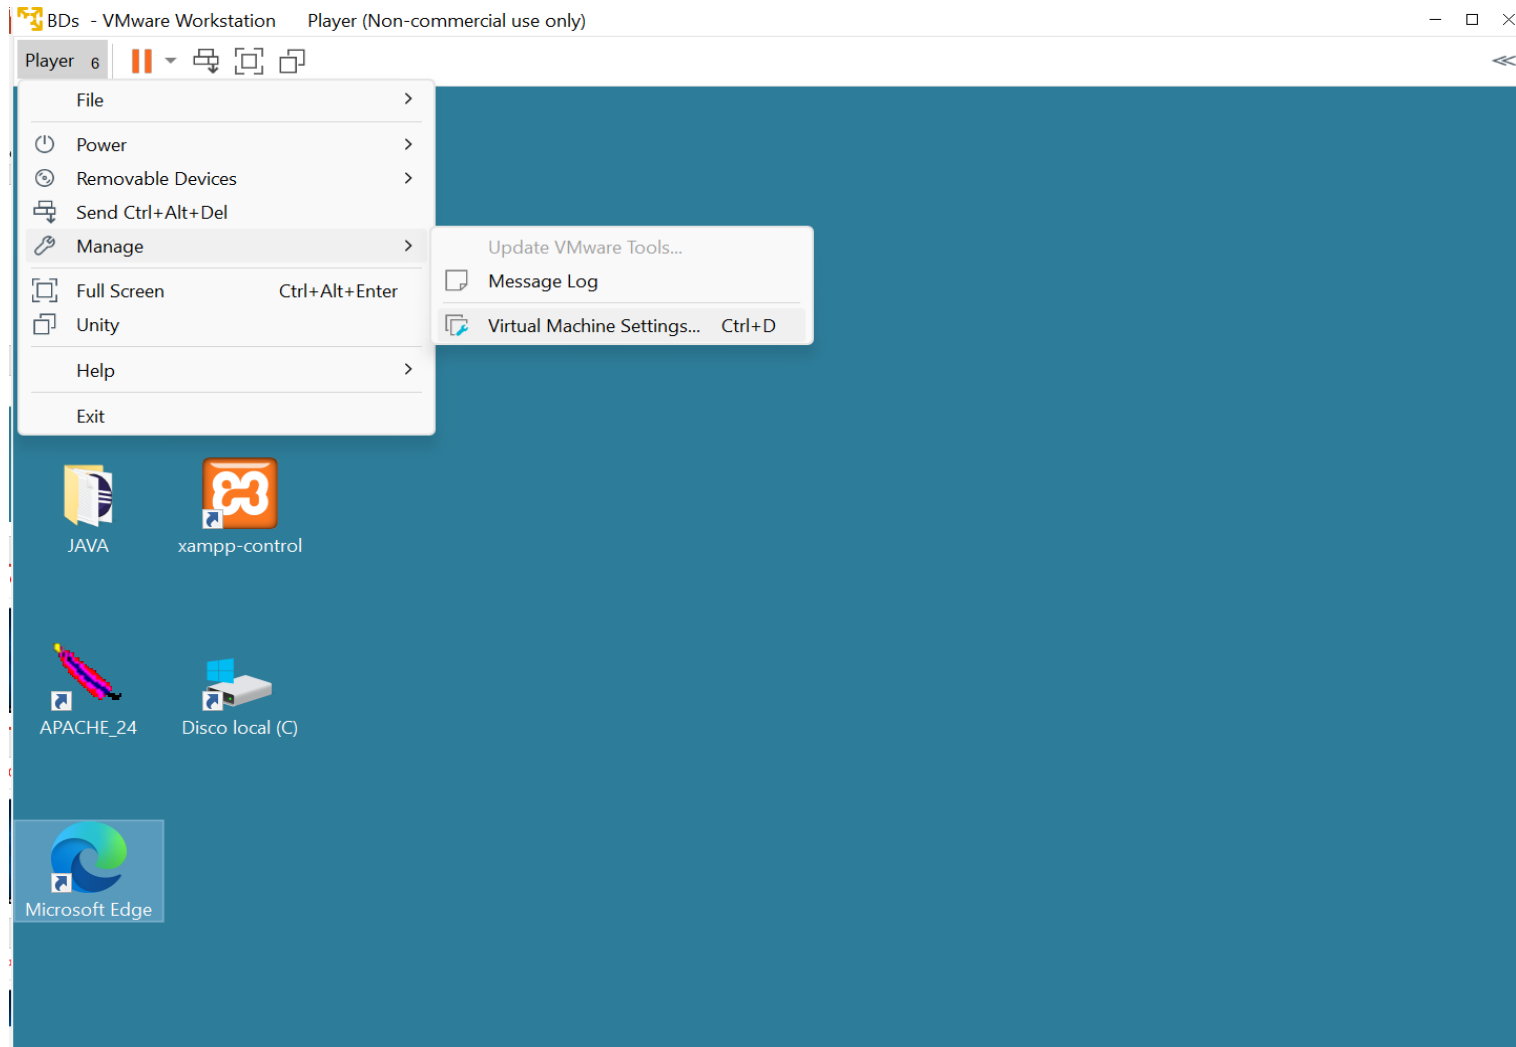 BDs - VMware Workstation Player (Non-commercial use only)
Player 6
File
Power
Removable Devices
Send Ctrl+Alt+Del
Manage
Update VMware Tools...
Message Log
Full Screen Ctrl+Alt+Enter
Unity
Virtual Machine Settings... Ctrl+D
Help
Exit
JAVA
xampp-control
APACHE_24
Disco local (C)
Microsoft Edge